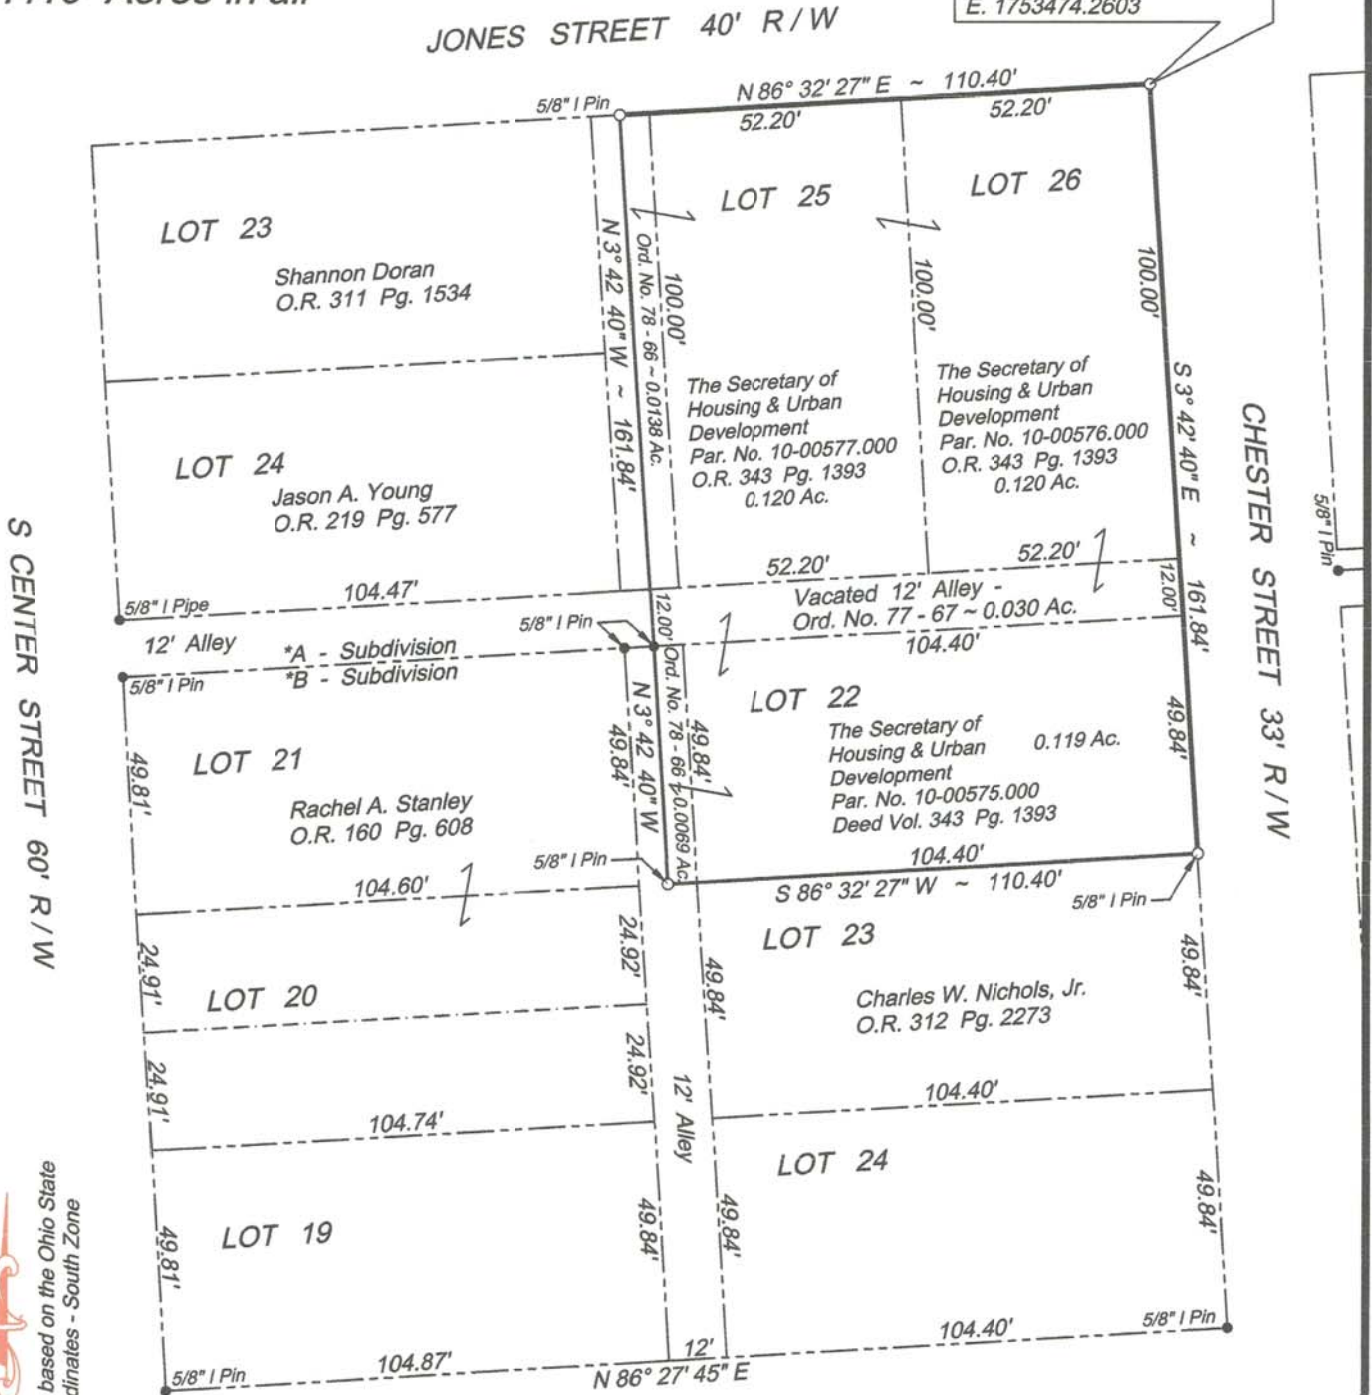 JONES STREET 40' R/W
E. 1753474.2603
N 86° 32' 27" E ~ 110.40'
5/8" I Pin
52.20'
52.20'
LOT 23
Shannon Doran
O.R. 311 Pg. 1534
LOT 25
LOT 26
N 3° 42 40" W ~ 161.84'
Ord. No. 78 - 66 ~ 0.0138 Ac.
100.00'
100.00'
100.00'
The Secretary of
Housing & Urban
Development
Par. No. 10-00577.000
O.R. 343 Pg. 1393
0.120 Ac.
The Secretary of
Housing & Urban
Development
Par. No. 10-00576.000
O.R. 343 Pg. 1393
0.120 Ac.
S 3° 42' 40" E ~ 161.84'
CHESTER STREET 33' R/W
5/8" I Pin
LOT 24
Jason A. Young
O.R. 219 Pg. 577
S CENTER STREET 60' R/W
5/8" I Pipe
104.47'
52.20'
52.20'
12' Alley
5/8" I Pin
12.00'
Vacated 12' Alley -
Ord. No. 77 - 67 ~ 0.030 Ac.
12.00'
*A - Subdivision
*B - Subdivision
5/8" I Pin
104.40'
LOT 21
Rachel A. Stanley
O.R. 160 Pg. 608
49.81'
49.84'
N 3° 42 40" W
Ord. No. 78 - 66 ~ 0.0069 Ac.
49.84'
LOT 22
The Secretary of
Housing & Urban
Development
Par. No. 10-00575.000
Deed Vol. 343 Pg. 1393
0.119 Ac.
49.84'
5/8" I Pin
104.60'
104.40'
S 86° 32' 27" W ~ 110.40'
5/8" I Pin
24.91'
LOT 20
24.92'
49.84'
LOT 23
Charles W. Nichols, Jr.
O.R. 312 Pg. 2273
49.84'
24.91'
24.92'
104.74'
12' Alley
104.40'
LOT 19
49.81'
49.84'
49.84'
LOT 24
49.84'
5/8" I Pin
104.87'
12'
N 86° 27' 45" E
104.40'
5/8" I Pin
based on the Ohio State
dinates - South Zone